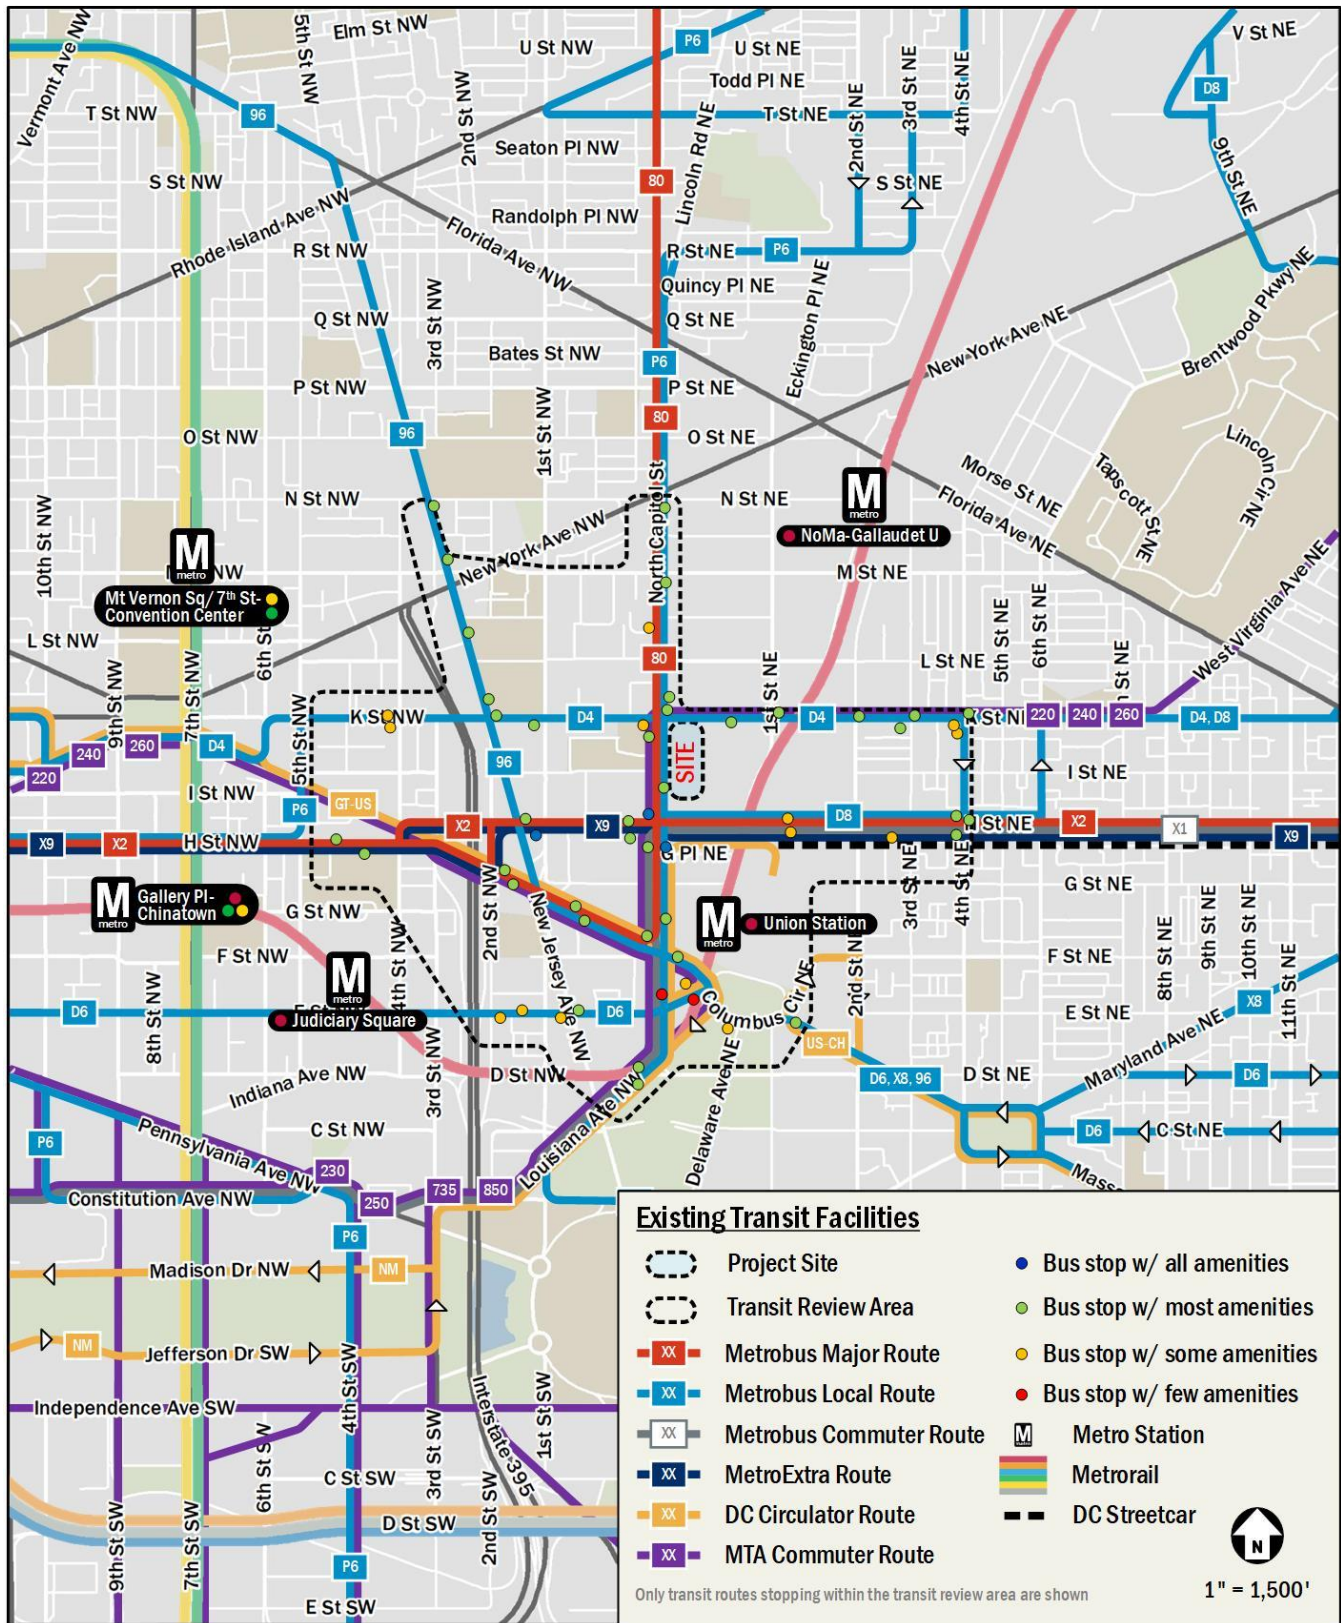 Vermont Ave NW
5th St NW
Elm St NW
U St NW
P6
U St NE
V St NE
Todd Pl NE
D8
T St NW
96
2nd St NW
T St NE
2nd St NE
3rd St NE
4th St NE
Lincoln Rd NE
Seaton Pl NW
9th St NE
S St NW
80
S St NE
Rhode Island Ave NW
Randolph Pl NW
Florida Ave NW
R St NW
R St NE
P6
Quincy Pl NE
Eckington Pl NE
Brentwood Pkwy NE
3rd St NW
Q St NW
Q St NE
New York Ave NE
Bates St NW
P6
P St NW
P St NE
1st St NW
80
96
O St NW
O St NE
Lincoln Cir NE
Morse St NE
Tapscott St NE
N St NW
N St NE
North Capitol St
10th St NW
M
metro
M
metro
Florida Ave NE
New York Ave NW
NoMa-Gallaudet U
NW
M St NE
West Virginia Ave NE
Mt Vernon Sq/ 7th St-
Convention Center
5th St NE
6th St NE
L St NW
6th St
80
L St NE
9th St NW
7th St NW
5th St NW
1st St NE
K St NW
D4
D4
220
240
260
D4, D8
240
260
D4
SITE
96
220
I St NW
P6
GT-US
I St NE
X2
X9
D8
St NE
X2
X1
X9
X9
X2
H St NW
G Pl NE
2nd St NW
3rd St NE
4th St NE
G St NE
M
metro
Gallery Pl-
Chinatown
G St NW
New Jersey Ave NW
M
metro
Union Station
8th St NE
9th St NE
10th St NE
11th St NE
F St NW
M
metro
4th St NW
2nd St NE
F St NE
8th St NW
D6
Judiciary Square
D6
Columbus Cir NE
X8
E St NE
3rd St NW
US-CH
Maryland Ave NE
Indiana Ave NW
D St NW
Delaware Ave NE
D6, X8, 96
D St NE
D6
P6
Pennsylvania Ave NW
C St NW
Louisiana Ave NW
D6
C St NE
230
Mass
Constitution Ave NW
250
735
850
P6
Madison Dr NW
NM
NM
Jefferson Dr SW
4th St SW
Independence Ave SW
6th St SW
3rd St SW
Interstate 395
1st St SW
C St SW
9th St SW
7th St SW
2nd St SW
D St SW
P6
E St SW
Existing Transit Facilities
Project Site
Bus stop w/ all amenities
Transit Review Area
Bus stop w/ most amenities
XX
Metrobus Major Route
Bus stop w/ some amenities
XX
Metrobus Local Route
Bus stop w/ few amenities
XX
Metrobus Commuter Route
M
Metro Station
XX
MetroExtra Route
Metrorail
XX
DC Circulator Route
DC Streetcar
XX
MTA Commuter Route
N
Only transit routes stopping within the transit review area are shown
1" = 1,500'